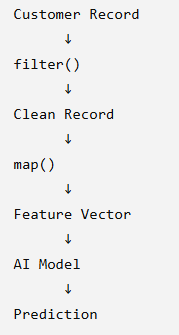 Customer Record
↓
filter()
↓
Clean Record
↓
map()
↓
Feature Vector
↓
AI Model
↓
Prediction